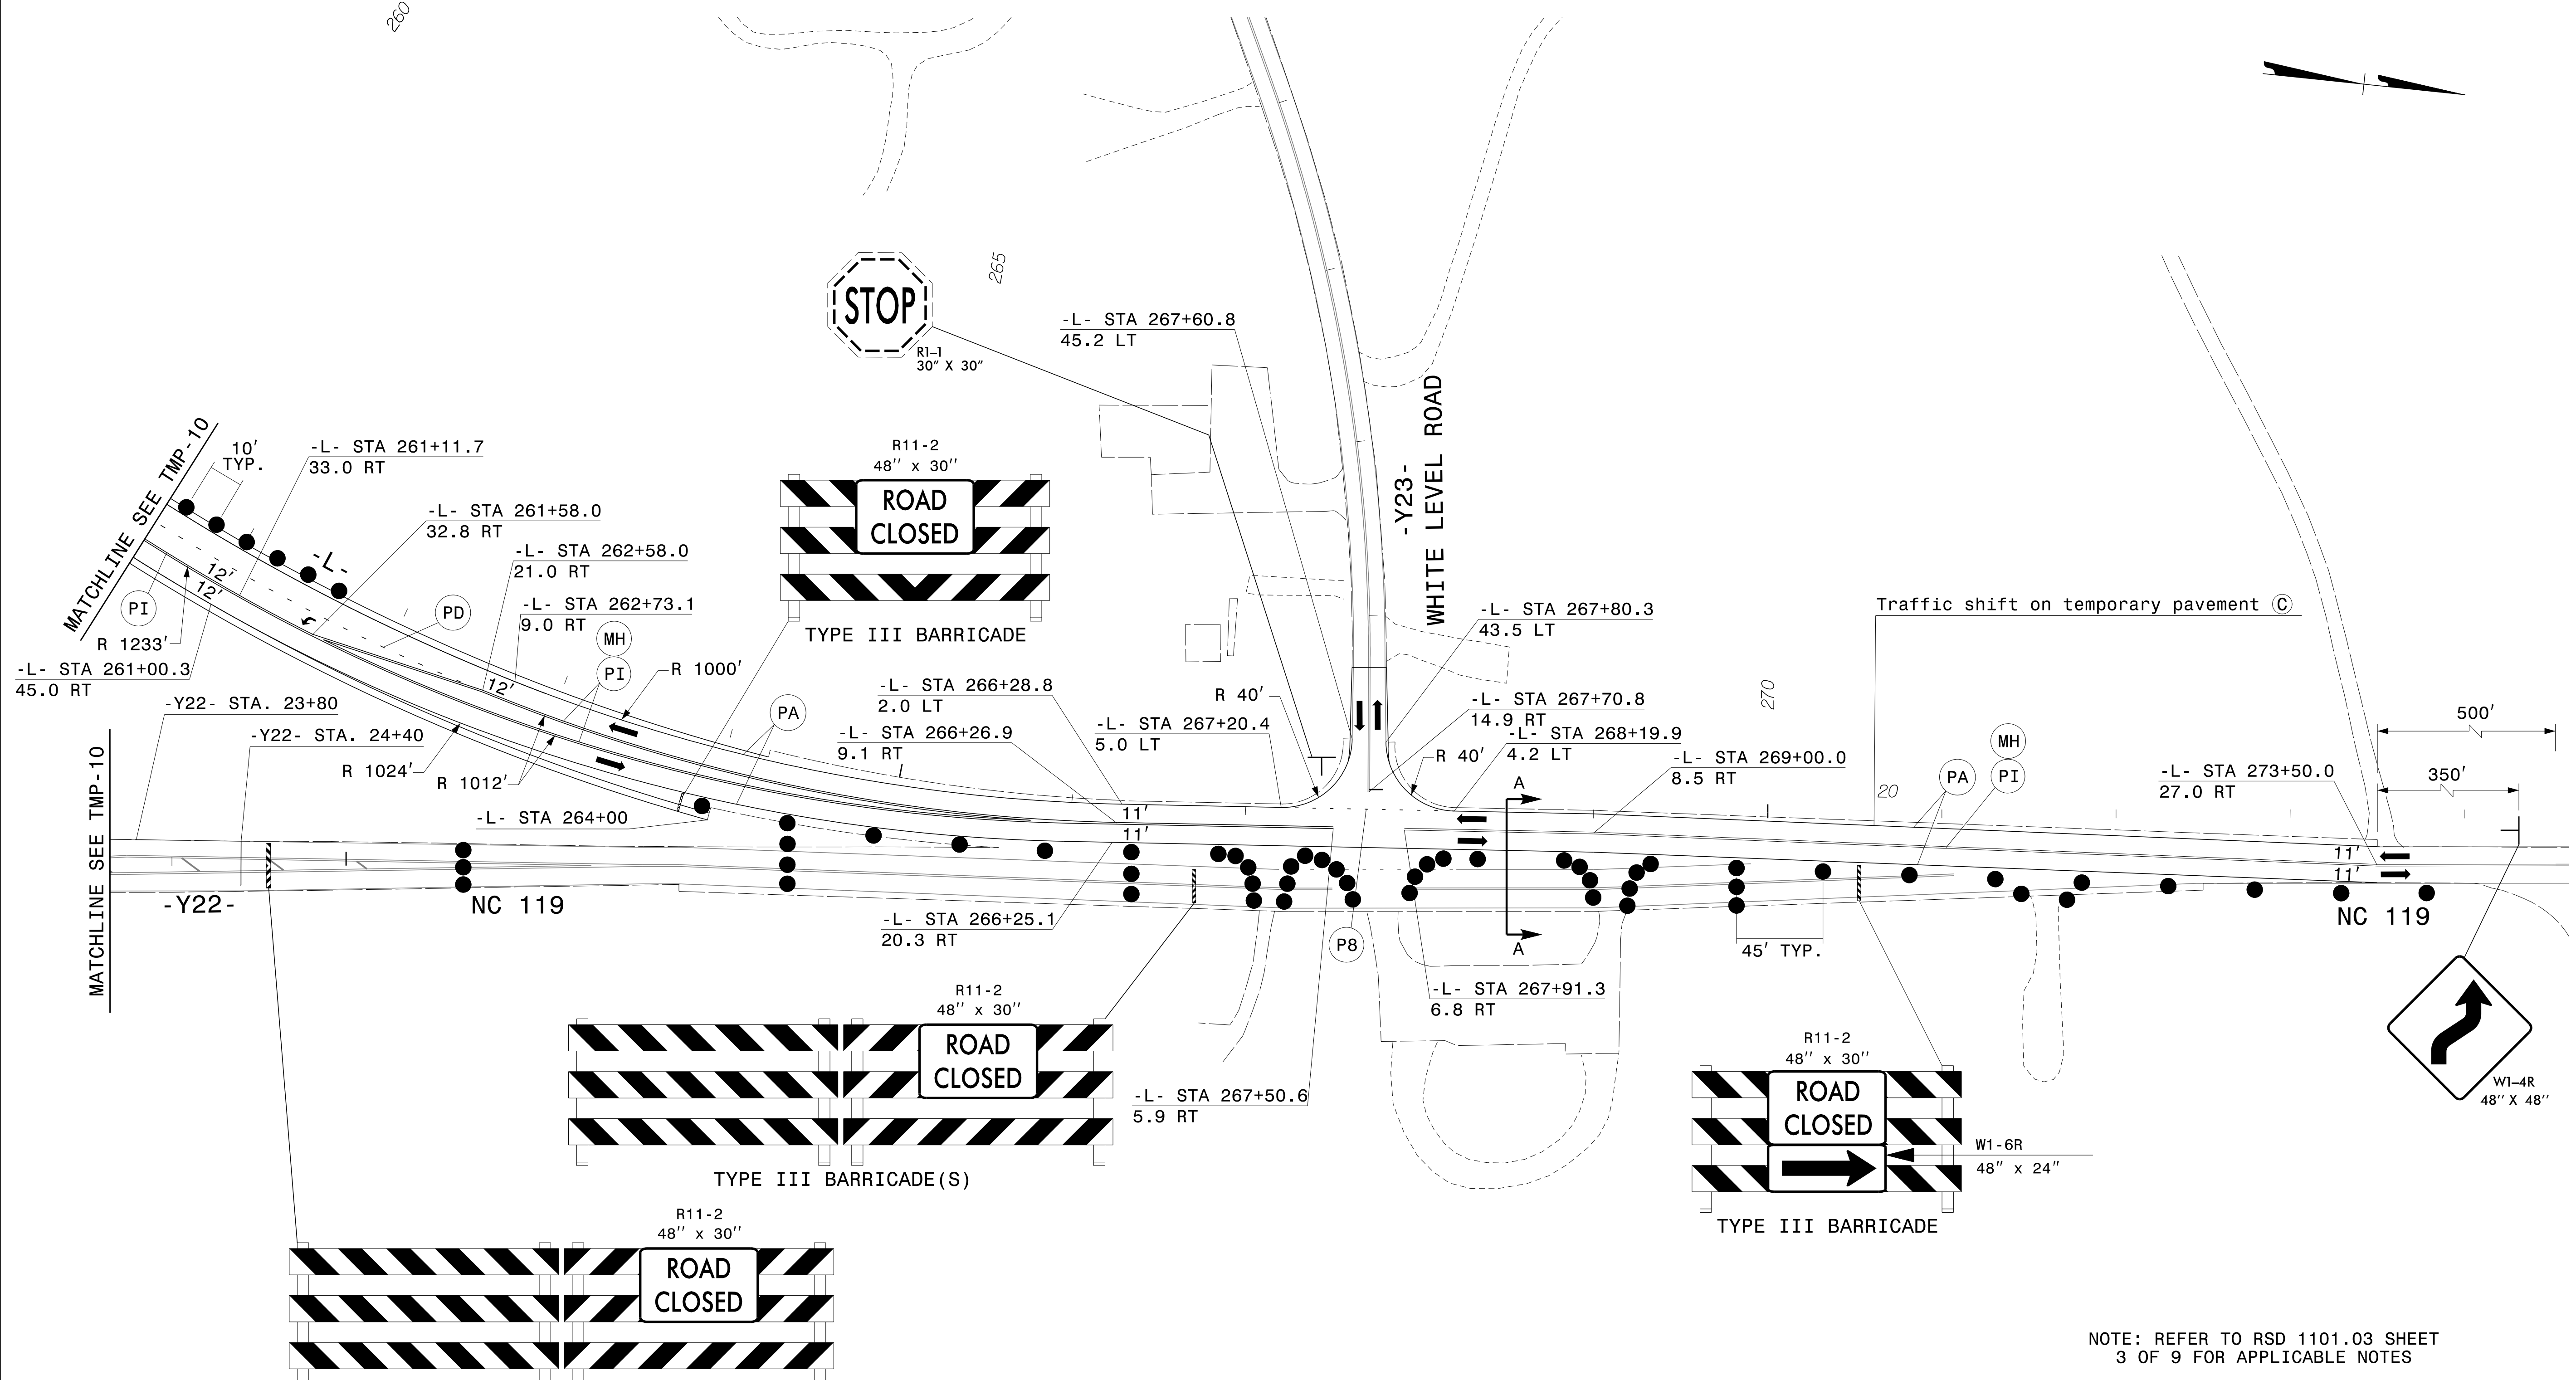 260
265
STOP
R1-1
30" X 30"
-L- STA 267+60.8
45.2 LT
MATCHLINE SEE TMP-10
10'
TYP.
-L- STA 261+11.7
33.0 RT
-L- STA 261+58.0
32.8 RT
-L- STA 262+58.0
21.0 RT
-L- STA 262+73.1
9.0 RT
-L-
12'
12'
12'
PI
PD
MH
PI
R 1233'
-L- STA 261+00.3
45.0 RT
R11-2
48" x 30"
ROAD
CLOSED
TYPE III BARRICADE
-Y23-
WHITE LEVEL ROAD
-L- STA 267+80.3
43.5 LT
Traffic shift on temporary pavement C
-Y22- STA. 23+80
-Y22- STA. 24+40
R 1000'
R 1024'
R 1012'
PA
-L- STA 264+00
-L- STA 266+28.8
2.0 LT
-L- STA 266+26.9
9.1 RT
-L- STA 267+20.4
5.0 LT
R 40'
R 40'
-L- STA 267+70.8
14.9 RT
-L- STA 268+19.9
4.2 LT
-L- STA 269+00.0
8.5 RT
270
20
PA
MH
PI
-L- STA 273+50.0
27.0 RT
500'
350'
11'
11'
11'
11'
A
A
MATCHLINE SEE TMP-10
-Y22-
NC 119
-L- STA 266+25.1
20.3 RT
P8
45' TYP.
NC 119
-L- STA 267+91.3
6.8 RT
-L- STA 267+50.6
5.9 RT
R11-2
48" x 30"
ROAD
CLOSED
TYPE III BARRICADE(S)
R11-2
48" x 30"
ROAD
CLOSED
W1-6R
48" x 24"
TYPE III BARRICADE
W1-4R
48" X 48"
R11-2
48" x 30"
ROAD
CLOSED
NOTE: REFER TO RSD 1101.03 SHEET
3 OF 9 FOR APPLICABLE NOTES